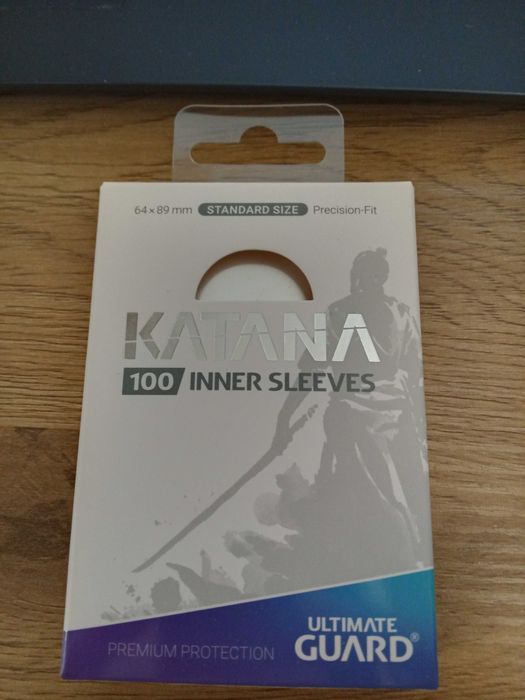 64 × 89 mm STANDARD SIZE Precision-Fit
KATANA
100 INNER SLEEVES
PREMIUM PROTECTION
ULTIMATE
GUARD®